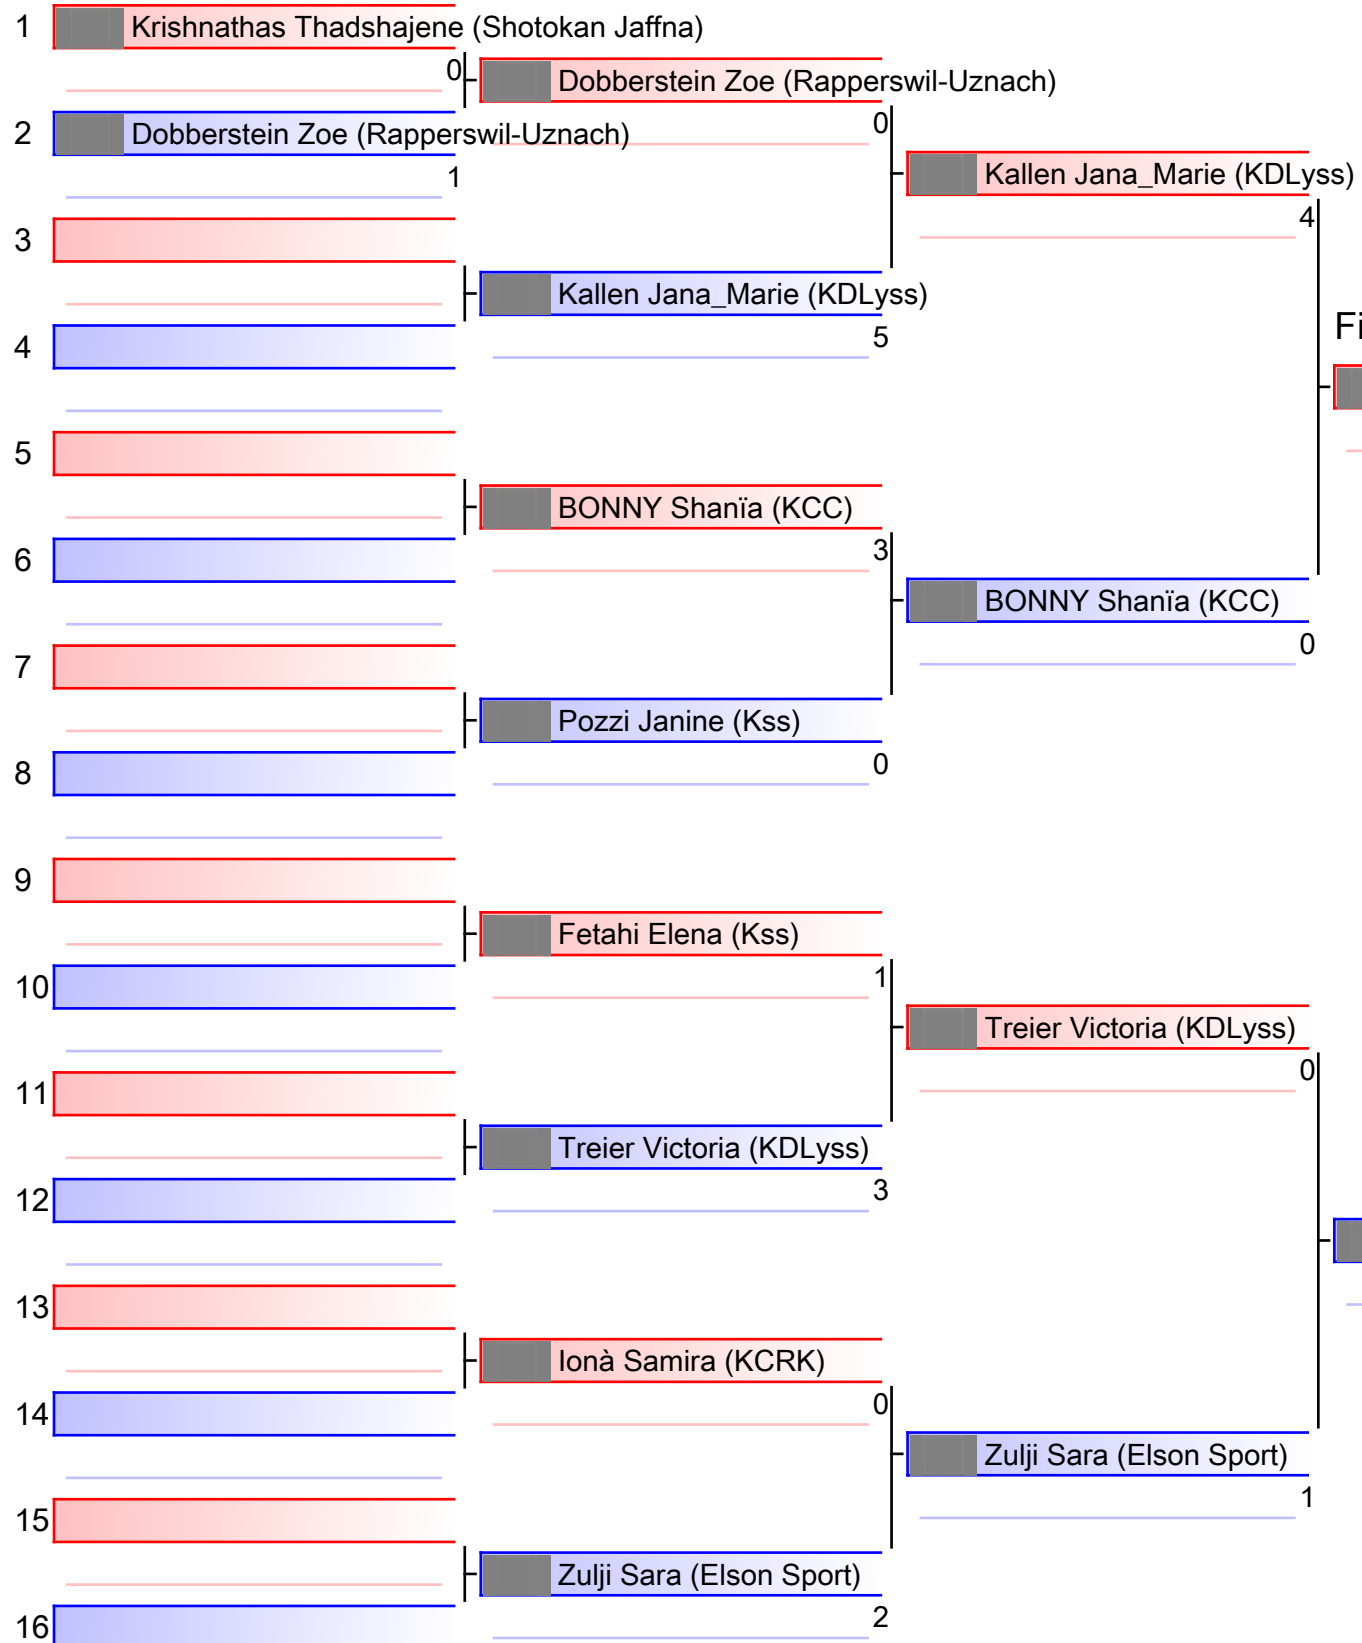 1 Krishnathas Thadshajene (Shotokan Jaffna)
0 Dobberstein Zoe (Rapperswil-Uznach)
2 Dobberstein Zoe (Rapperswil-Uznach) 0
1 Kallen Jana_Marie (KDLyss)
3 4
Kallen Jana_Marie (KDLyss)
4 5 Fi
5
BONNY Shanïa (KCC)
6 3
BONNY Shanïa (KCC)
7 0
Pozzi Janine (Kss)
8 0
9
Fetahi Elena (Kss)
10 1
Treier Victoria (KDLyss)
11 0
Treier Victoria (KDLyss)
12 3
13
Ionà Samira (KCRK)
14 0
Zulji Sara (Elson Sport)
15 1
Zulji Sara (Elson Sport)
16 2